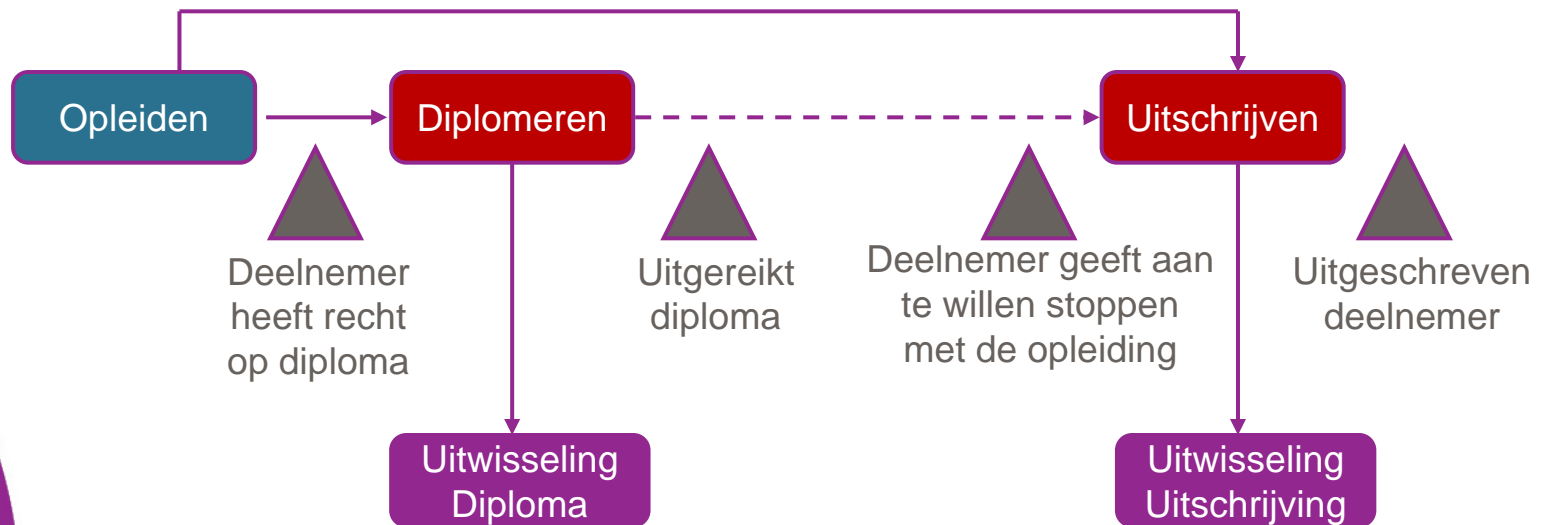 Opleiden
Diplomeren
Uitschrijven
Deelnemer
heeft recht
op diploma
Uitgereikt
diploma
Deelnemer geeft aan
te willen stoppen
met de opleiding
Uitgeschreven
deelnemer
Uitwisseling
Diploma
Uitwisseling
Uitschrijving